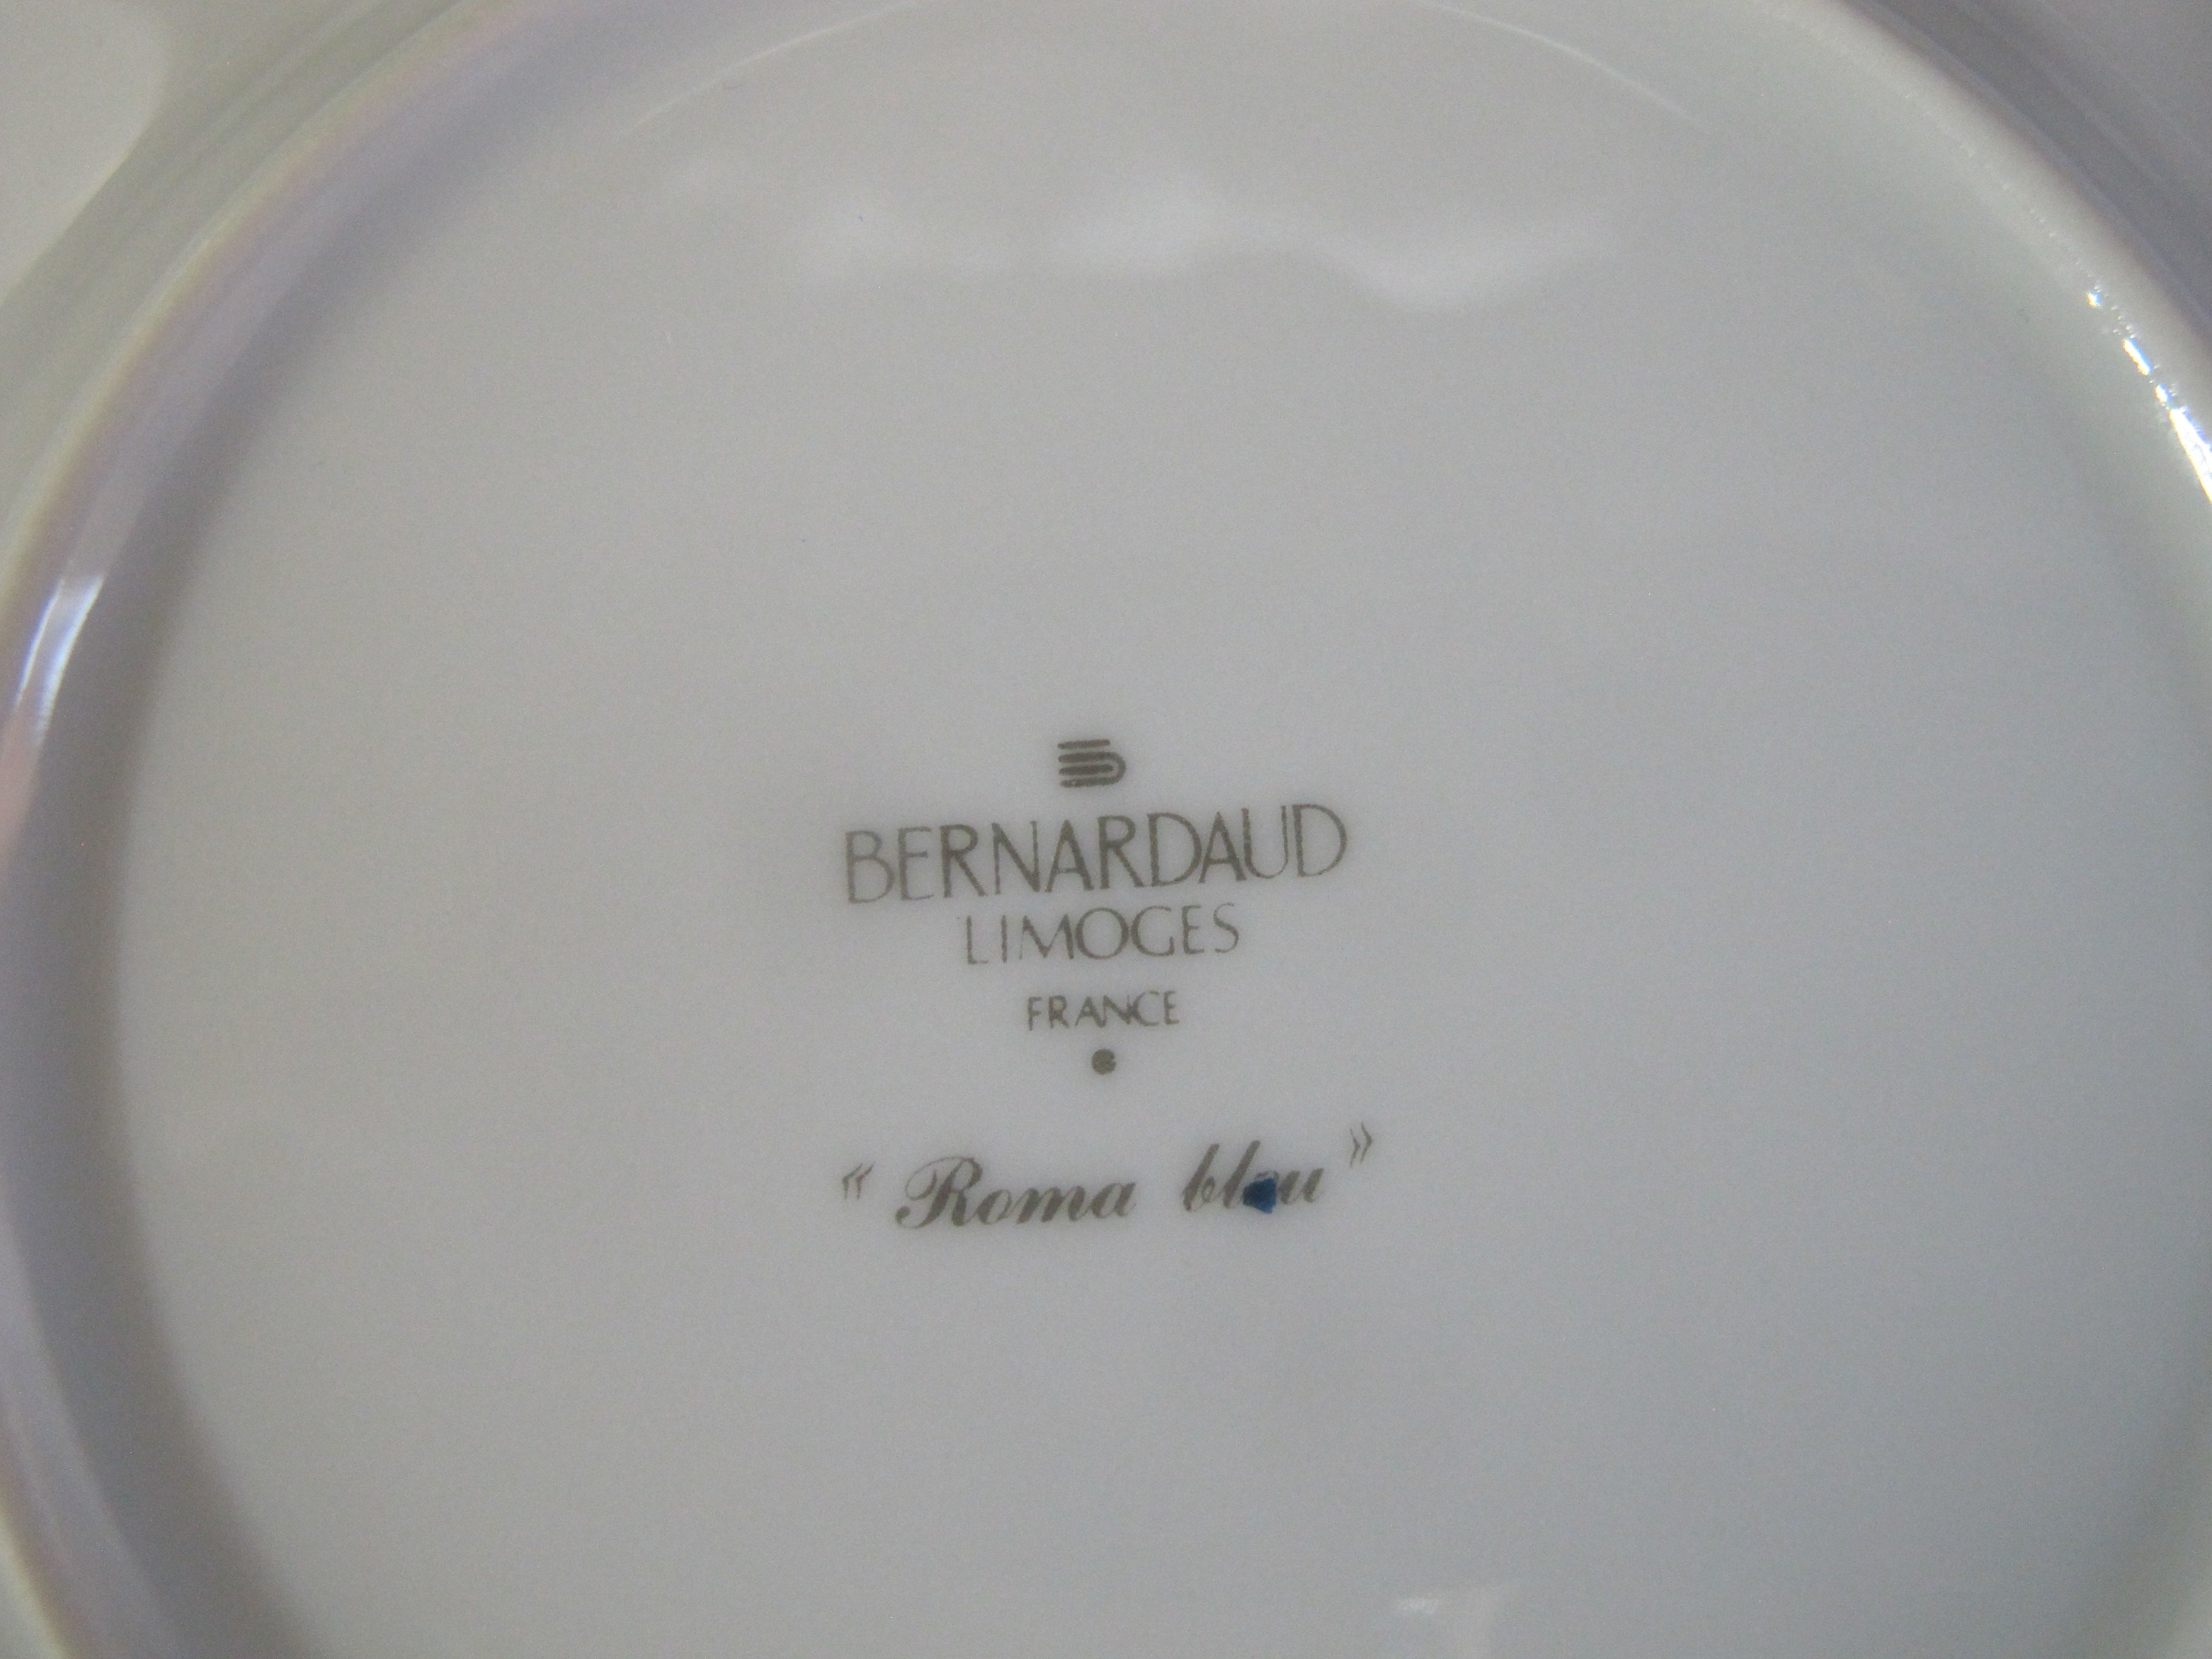 BERNARDAUD
LIMOGES
FRANCE
« Roma bleu »